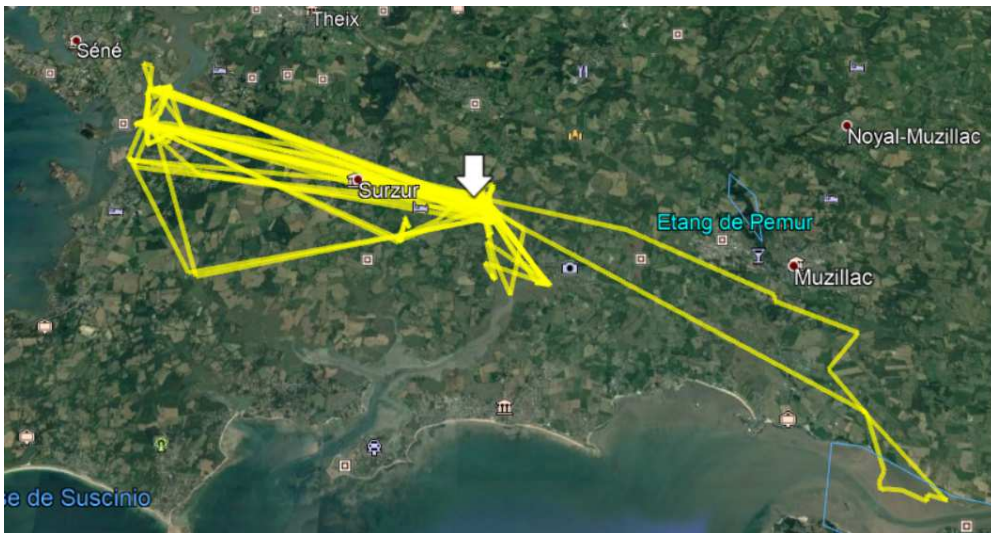 Theix
Séné
Noyal-Muzillac
Surzur
Etang de Pemur
Muzillac
se de Suscinio